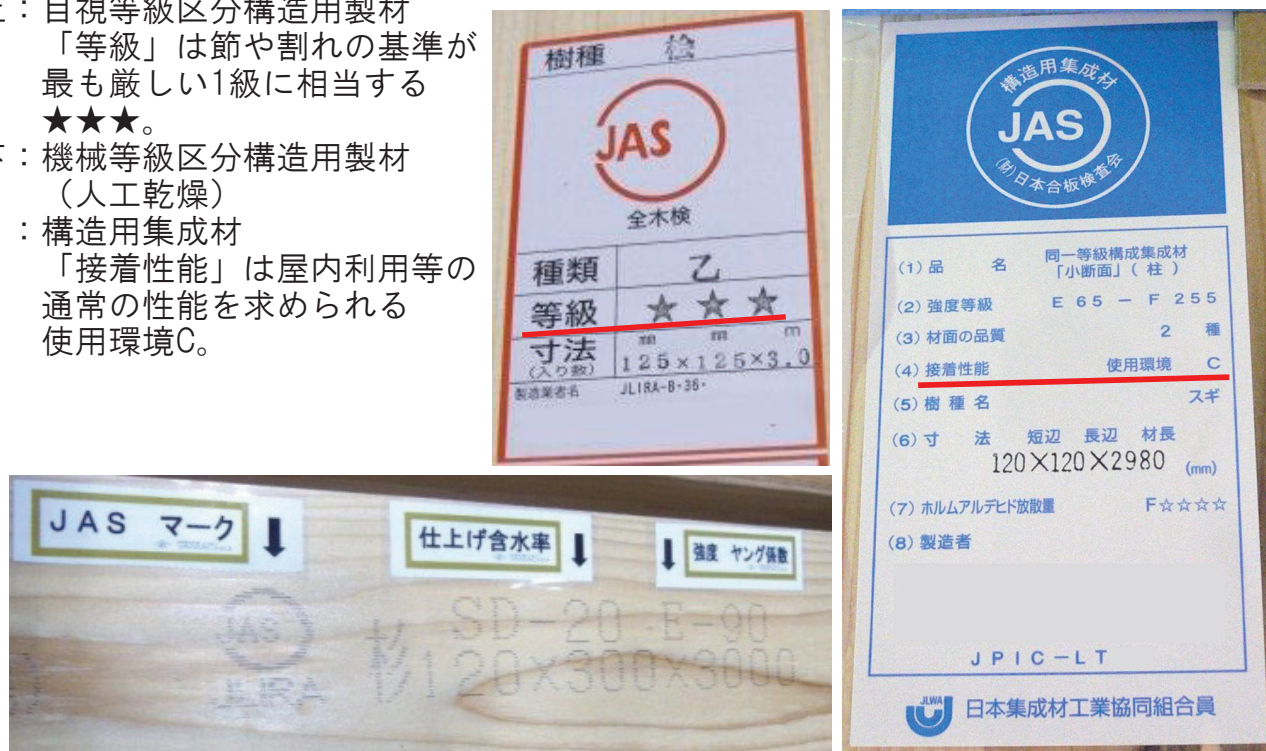 ：目視等級区分構造用製材
「等級」は節や割れの基準が
最も厳しい1級に相当する
★★★。
：機械等級区分構造用製材
（人工乾燥）
：構造用集成材
「接着性能」は屋内利用等の
通常の性能を求められる
使用環境C。
樹種 桧
JAS
全木検
種類 乙
等級 ★ ★ ★
mm mm m
寸法 125×125×3.0
(入り数)
製造業者名 JLIRA-B・36・
構造用集成材
JAS
(財)日本合板検査会
(1) 品 名 同一等級構成集成材
「小断面」( 柱 )
(2) 強度等級 E 65 － F 255
(3) 材面の品質 2 種
(4) 接着性能 使用環境 C
(5) 樹 種 名 スギ
(6) 寸 法 短辺 長辺 材長
120×120×2980 (mm)
(7) ホルムアルデヒド放散量 F☆☆☆☆
(8) 製造者
JPIC－LT
JLWA 日本集成材工業協同組合員
JAS マーク ↓
仕上げ含水率 ↓
↓ 強度 ヤング係数
JAS
JLIRA
SD-20 E-90
120×300×3000